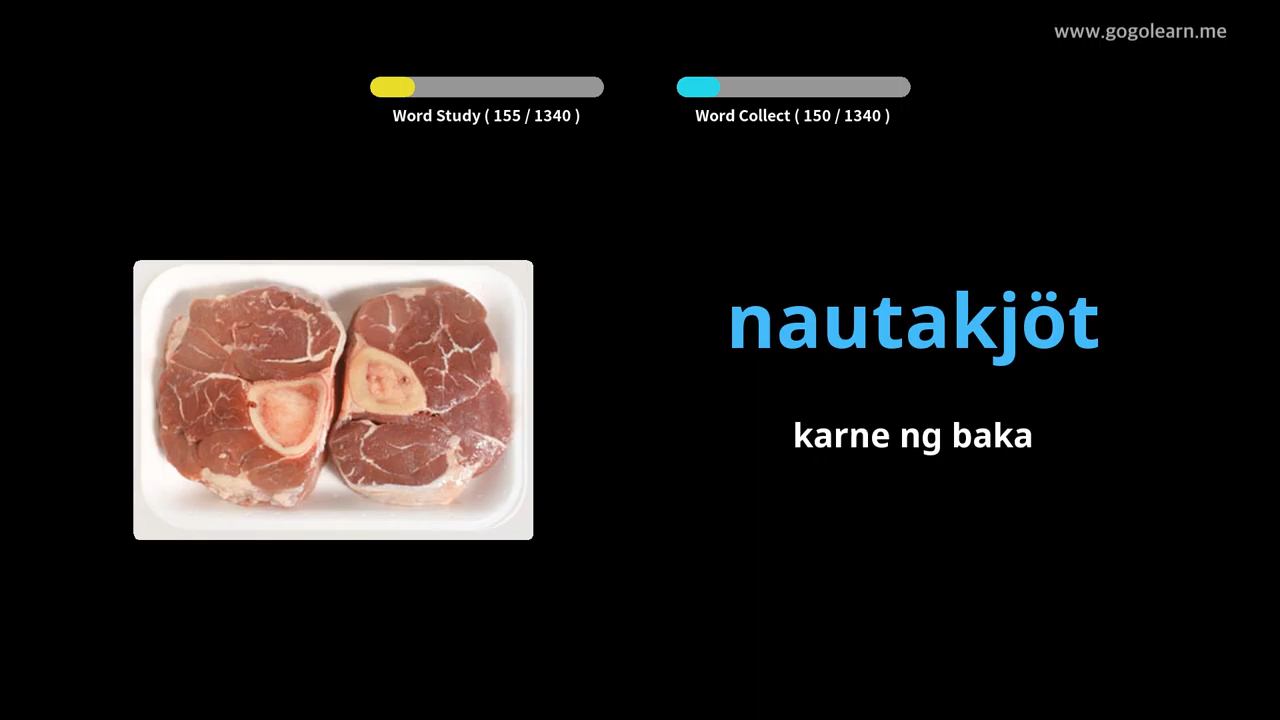 www.gogolearn.me
Word Study ( 155 / 1340 )
Word Collect ( 150 / 1340 )
nautakjöt
karne ng baka